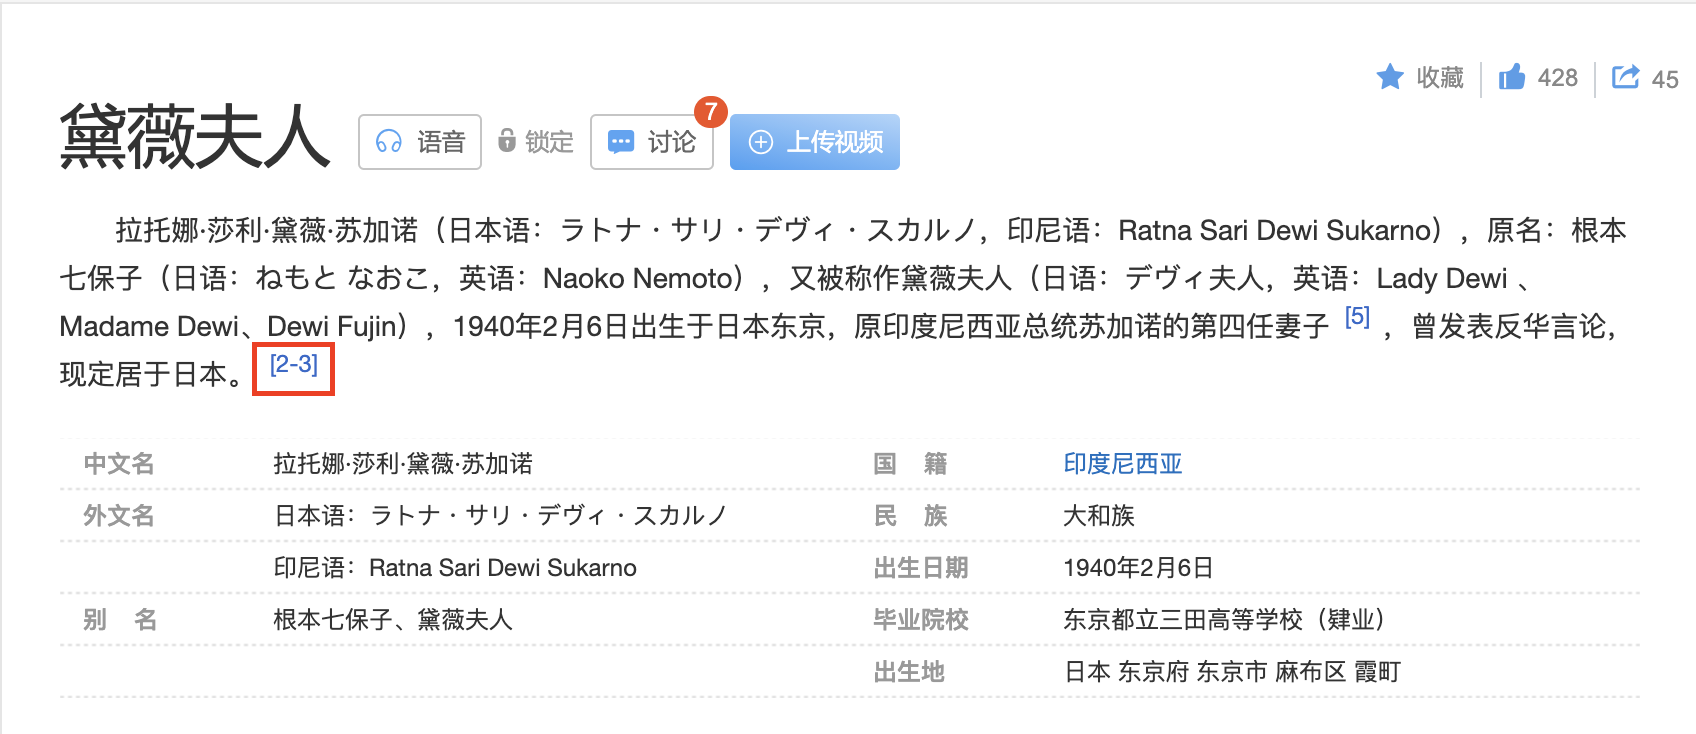 收藏 428 45
黛薇夫人 语音 锁定 讨论 7 上传视频
拉托娜·莎利·黛薇·苏加诺（日本语：ラトナ・サリ・デヴィ・スカルノ，印尼语：Ratna Sari Dewi Sukarno），原名：根本
七保子（日语：ねもと なおこ，英语：Naoko Nemoto），又被称作黛薇夫人（日语：デヴィ夫人，英语：Lady Dewi 、
Madame Dewi、Dewi Fujin），1940年2月6日出生于日本东京，原印度尼西亚总统苏加诺的第四任妻子 [5] ，曾发表反华言论，
现定居于日本。 [2-3]
中文名 拉托娜·莎利·黛薇·苏加诺 国 籍 印度尼西亚
外文名 日本语：ラトナ・サリ・デヴィ・スカルノ 民 族 大和族
印尼语：Ratna Sari Dewi Sukarno 出生日期 1940年2月6日
别 名 根本七保子、黛薇夫人 毕业院校 东京都立三田高等学校（肄业）
出生地 日本 东京府 东京市 麻布区 霞町